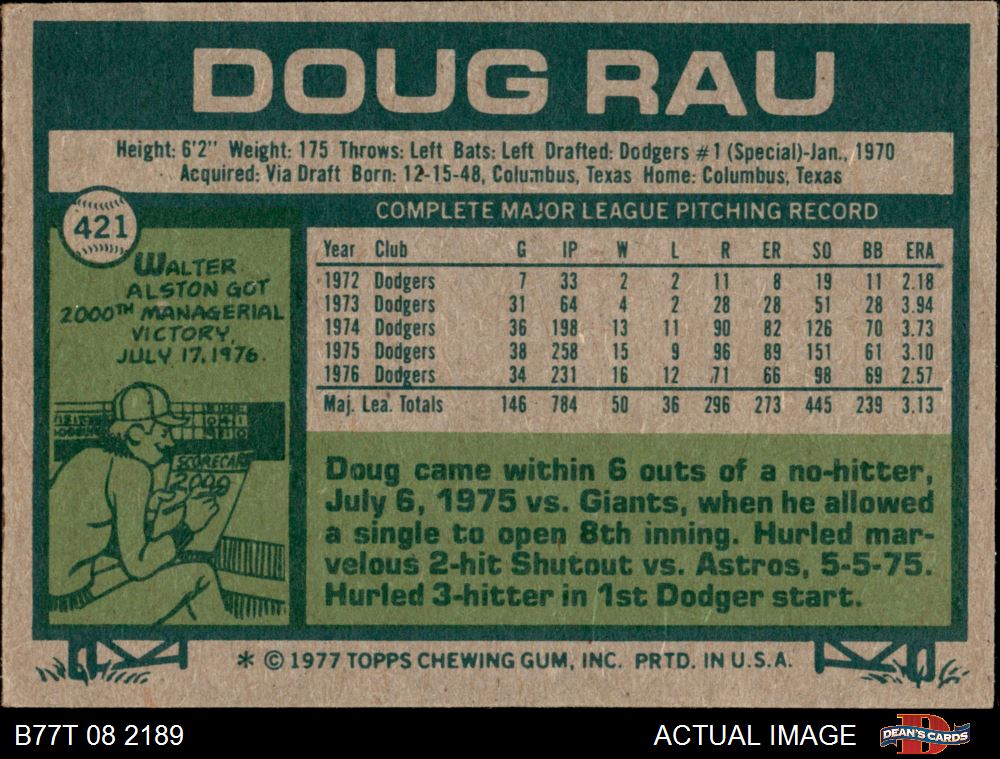 DOUG RAU
Height: 6'2" Weight: 175 Throws: Left Bats: Left Drafted: Dodgers #1 (Special)-Jan., 1970
Acquired: Via Draft Born: 12-15-48, Columbus, Texas Home: Columbus, Texas
421
WALTER
ALSTON GOT
2000TH MANAGERIAL
VICTORY,
JULY 17, 1976.
SCORECARD
2000
COMPLETE MAJOR LEAGUE PITCHING RECORD
Year Club G IP W L R ER SO BB ERA
1972 Dodgers 7 33 2 2 11 8 19 11 2.18
1973 Dodgers 31 64 4 2 28 28 51 28 3.94
1974 Dodgers 36 198 13 11 90 82 126 70 3.73
1975 Dodgers 38 258 15 9 96 89 151 61 3.10
1976 Dodgers 34 231 16 12 71 66 98 69 2.57
Maj. Lea. Totals 146 784 50 36 296 273 445 239 3.13
Doug came within 6 outs of a no-hitter,
July 6, 1975 vs. Giants, when he allowed
a single to open 8th inning. Hurled mar-
velous 2-hit Shutout vs. Astros, 5-5-75.
Hurled 3-hitter in 1st Dodger start.
* © 1977 TOPPS CHEWING GUM, INC. PRTD. IN U.S.A.
B77T 08 2189 ACTUAL IMAGE
DEAN'S CARDS